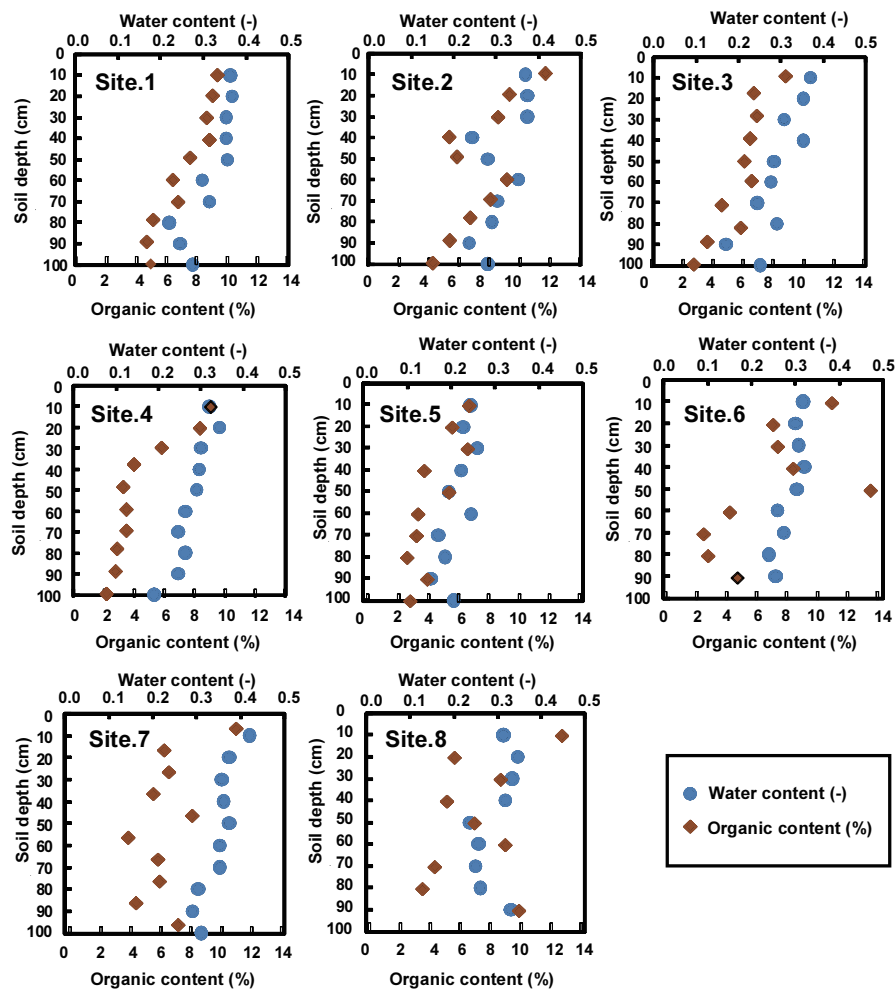 Water content (-)
0.0 0.1 0.2 0.3 0.4 0.5
Site.1
Soil depth (cm)
0
10
20
30
40
50
60
70
80
90
100
0 2 4 6 8 10 12 14
Organic content (%)
Water content (-)
0.0 0.1 0.2 0.3 0.4 0.5
Site.2
Soil depth (cm)
0
10
20
30
40
50
60
70
80
90
100
0 2 4 6 8 10 12 14
Organic content (%)
Water content (-)
0.0 0.1 0.2 0.3 0.4 0.5
Site.3
Soil depth (cm)
0
10
20
30
40
50
60
70
80
90
100
0 2 4 6 8 10 12 14
Organic content (%)
Water content (-)
0.0 0.1 0.2 0.3 0.4 0.5
Site.4
Soil depth (cm)
0
10
20
30
40
50
60
70
80
90
100
0 2 4 6 8 10 12 14
Organic content (%)
Water content (-)
0.0 0.1 0.2 0.3 0.4 0.5
Site.5
Soil depth (cm)
0
10
20
30
40
50
60
70
80
90
100
0 2 4 6 8 10 12 14
Organic content (%)
Water content (-)
0.0 0.1 0.2 0.3 0.4 0.5
Site.6
Soil depth (cm)
0
10
20
30
40
50
60
70
80
90
100
0 2 4 6 8 10 12 14
Organic content (%)
Water content (-)
0.0 0.1 0.2 0.3 0.4 0.5
Site.7
Soil depth (cm)
0
10
20
30
40
50
60
70
80
90
100
0 2 4 6 8 10 12 14
Organic content (%)
Water content (-)
0.0 0.1 0.2 0.3 0.4 0.5
Site.8
Soil depth (cm)
0
10
20
30
40
50
60
70
80
90
100
0 2 4 6 8 10 12 14
Organic content (%)
Water content (-)
Organic content (%)